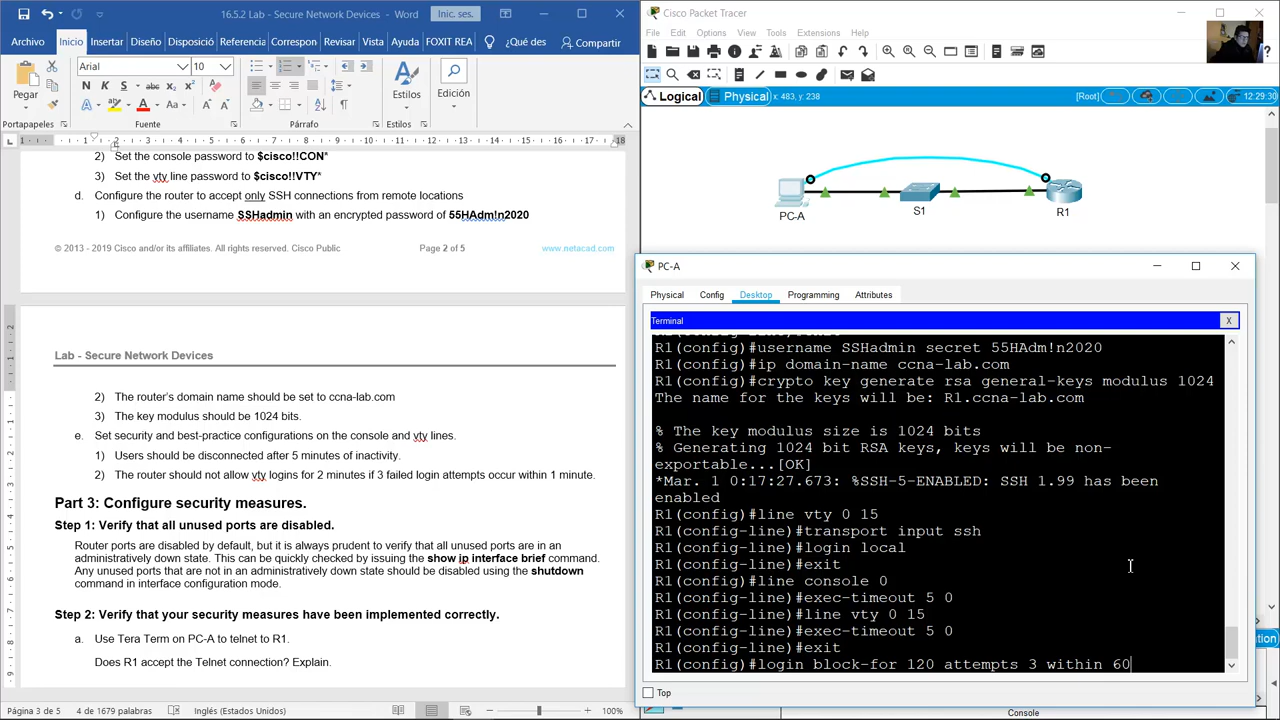 16.5.2 Lab - Secure Network Devices - Word
Inic. ses.
Archivo
Inicio
Disposició
Referencia
Correspon
Revisar
Vista
Ayuda
FOXIT REA
¿Qué des
Compartir
Pegar
Arial
10
N K S
Estilos
Edición
Portapapeles
Fuente
Párrafo
Estilos
2) Set the console password to $cisco!!CON*
3) Set the vty line password to $cisco!!VTY*
d. Configure the router to accept only SSH connections from remote locations
1) Configure the username SSHadmin with an encrypted password of 55HAdm!n2020
© 2013 - 2019 Cisco and/or its affiliates. All rights reserved. Cisco Public
Page 2 of 5
www.netacad.com
Lab - Secure Network Devices
2) The router's domain name should be set to ccna-lab.com
3) The key modulus should be 1024 bits.
e. Set security and best-practice configurations on the console and vty lines.
1) Users should be disconnected after 5 minutes of inactivity.
2) The router should not allow vty logins for 2 minutes if 3 failed login attempts occur within 1 minute.
Part 3: Configure security measures.
Step 1: Verify that all unused ports are disabled.
Router ports are disabled by default, but it is always prudent to verify that all unused ports are in an
administratively down state. This can be quickly checked by issuing the show ip interface brief command.
Any unused ports that are not in an administratively down state should be disabled using the shutdown
command in interface configuration mode.
Step 2: Verify that your security measures have been implemented correctly.
a. Use Tera Term on PC-A to telnet to R1.
Does R1 accept the Telnet connection? Explain.
Página 3 de 5
4 de 1679 palabras
Inglés (Estados Unidos)
100%
Cisco Packet Tracer
File Edit Options View Tools Extensions Help
Logical
Physical
x: 483, y: 238
[Root]
12:29:30
PC-A
S1
R1
PC-A
Physical
Config
Desktop
Programming
Attributes
Terminal
X
R1(config)#username SSHadmin secret 55HAdm!n2020
R1(config)#ip domain-name ccna-lab.com
R1(config)#crypto key generate rsa general-keys modulus 1024
The name for the keys will be: R1.ccna-lab.com
% The key modulus size is 1024 bits
% Generating 1024 bit RSA keys, keys will be non-
exportable...[OK]
*Mar. 1 0:17:27.673: %SSH-5-ENABLED: SSH 1.99 has been
enabled
R1(config)#line vty 0 15
R1(config-line)#transport input ssh
R1(config-line)#login local
R1(config-line)#exit
R1(config)#line console 0
R1(config-line)#exec-timeout 5 0
R1(config-line)#line vty 0 15
R1(config-line)#exec-timeout 5 0
R1(config-line)#exit
R1(config)#login block-for 120 attempts 3 within 60
Top
Console